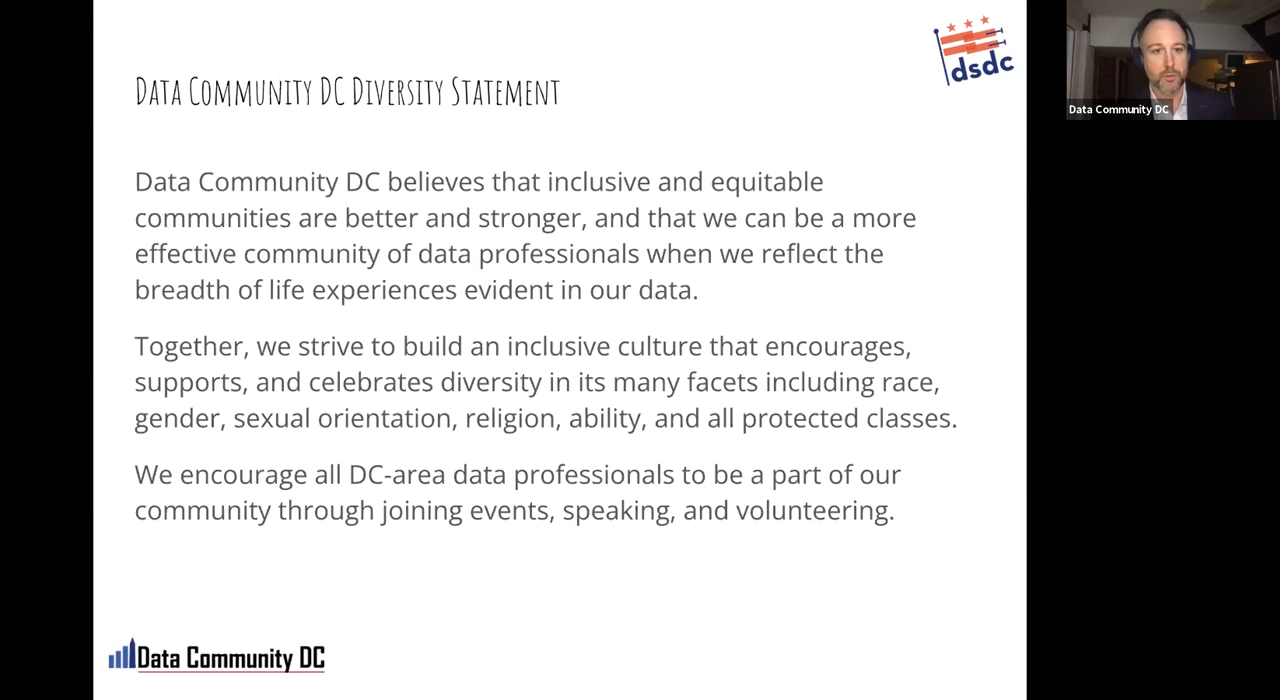 dsdc
DATA COMMUNITY DC DIVERSITY STATEMENT
Data Community DC
Data Community DC believes that inclusive and equitable
communities are better and stronger, and that we can be a more
effective community of data professionals when we reflect the
breadth of life experiences evident in our data.
Together, we strive to build an inclusive culture that encourages,
supports, and celebrates diversity in its many facets including race,
gender, sexual orientation, religion, ability, and all protected classes.
We encourage all DC-area data professionals to be a part of our
community through joining events, speaking, and volunteering.
Data Community DC